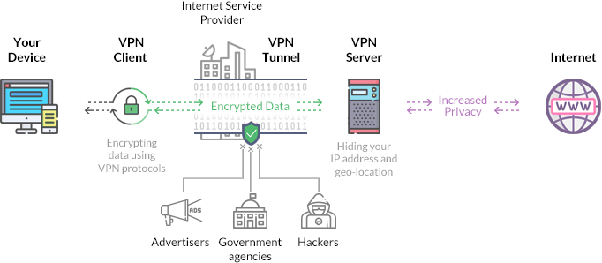 Internet Service
Provider
Your
Device
VPN
Client
VPN
Tunnel
VPN
Server
Internet
Encrypted Data
Increased
Privacy
WWW
Encrypting
data using
VPN protocols
Hiding your
IP address and
geo-location
ADS
Advertisers
Government
agencies
Hackers